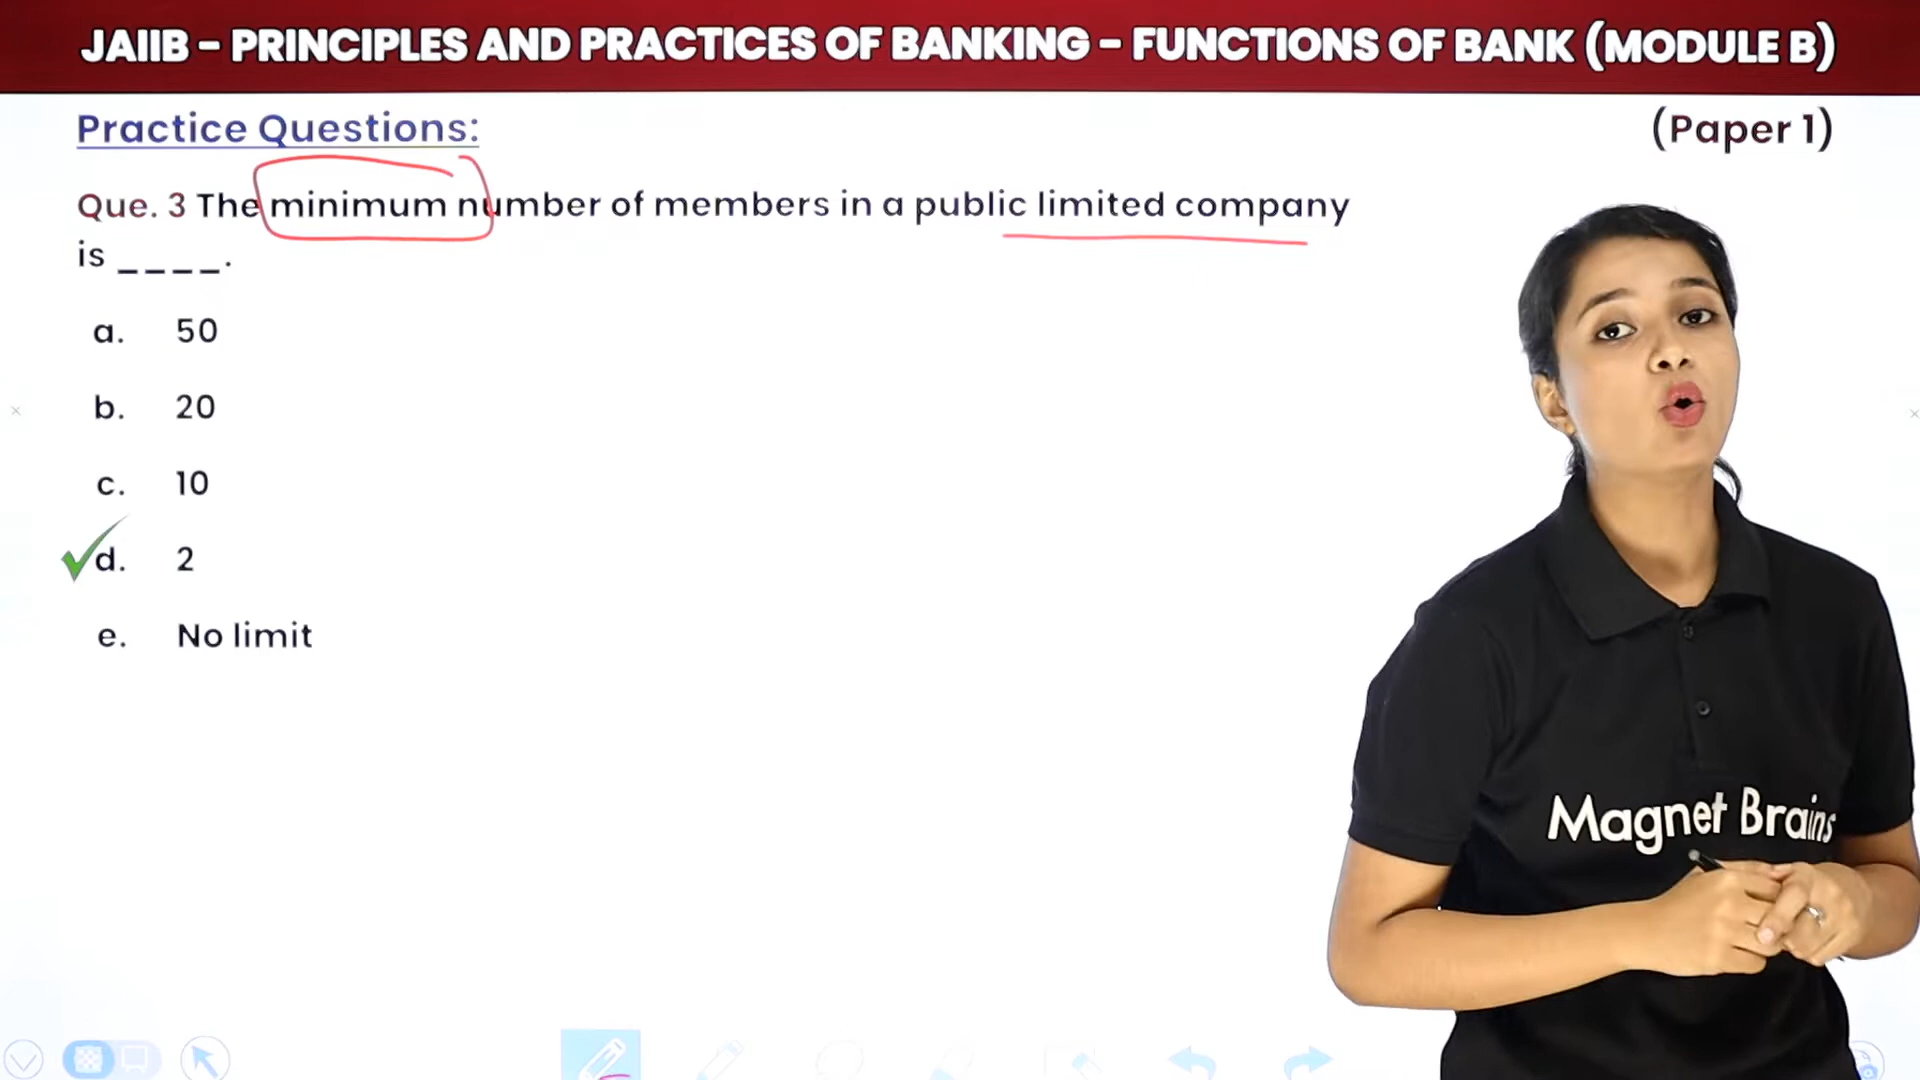 JAIIB – PRINCIPLES AND PRACTICES OF BANKING – FUNCTIONS OF BANK (MODULE B)
Practice Questions:
(Paper 1)
Que. 3 The minimum number of members in a public limited company
is ____.
a. 50
b. 20
c. 10
d. 2
e. No limit
Magnet Brains